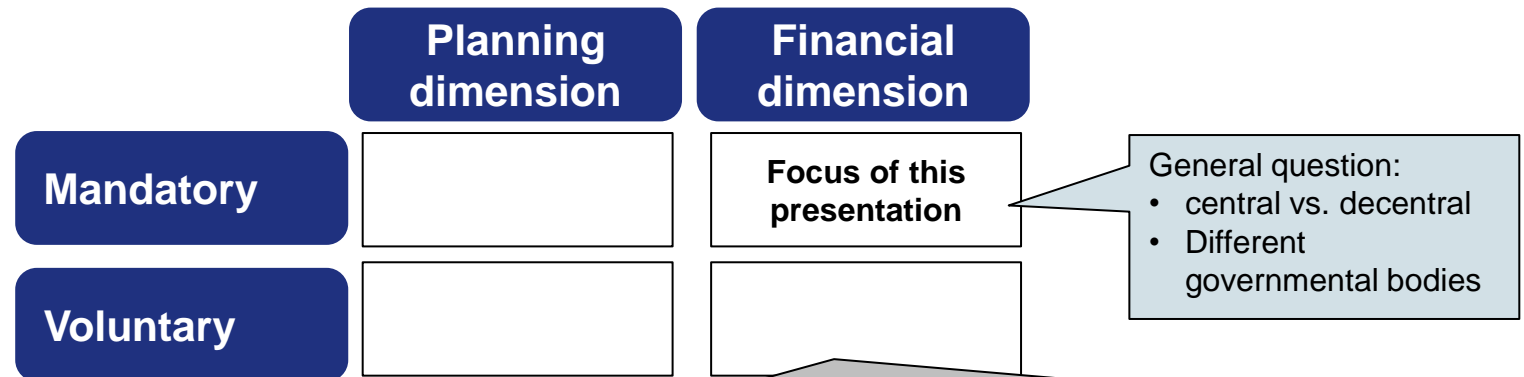 Planning
dimension
Financial
dimension
Mandatory
Focus of this
presentation
General question:
• central vs. decentral
• Different
governmental bodies
Voluntary